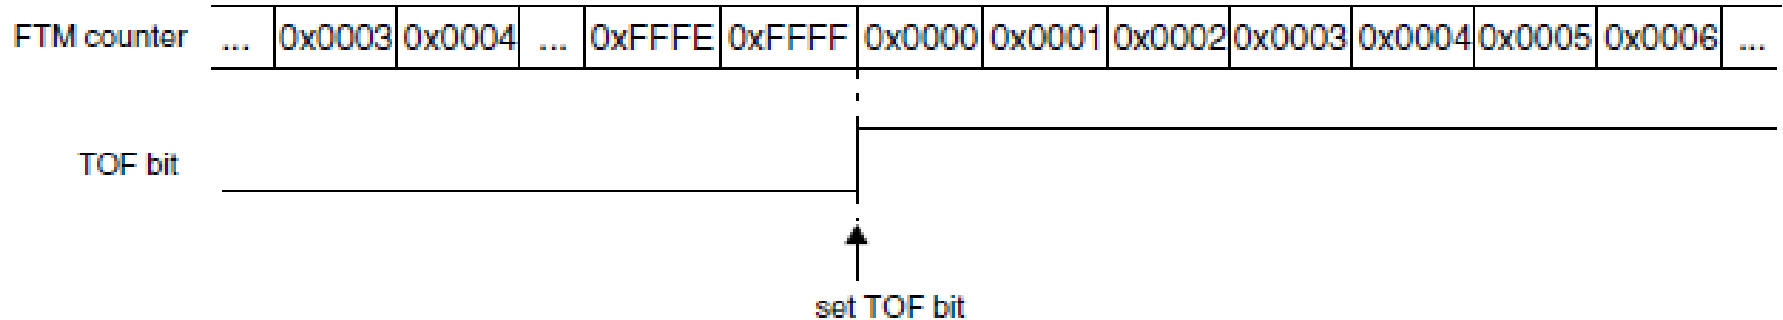 FTM counter ... 0x0003 0x0004 ... 0xFFFE 0xFFFF 0x0000 0x0001 0x0002 0x0003 0x0004 0x0005 0x0006 ...
TOF bit
set TOF bit